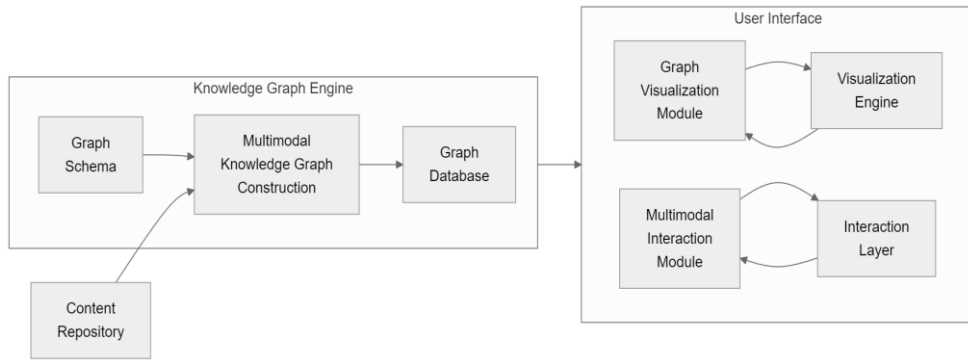 Knowledge Graph Engine
Graph
Schema
Multimodal
Knowledge Graph
Construction
Graph
Database
Content
Repository
User Interface
Graph
Visualization
Module
Visualization
Engine
Multimodal
Interaction
Module
Interaction
Layer